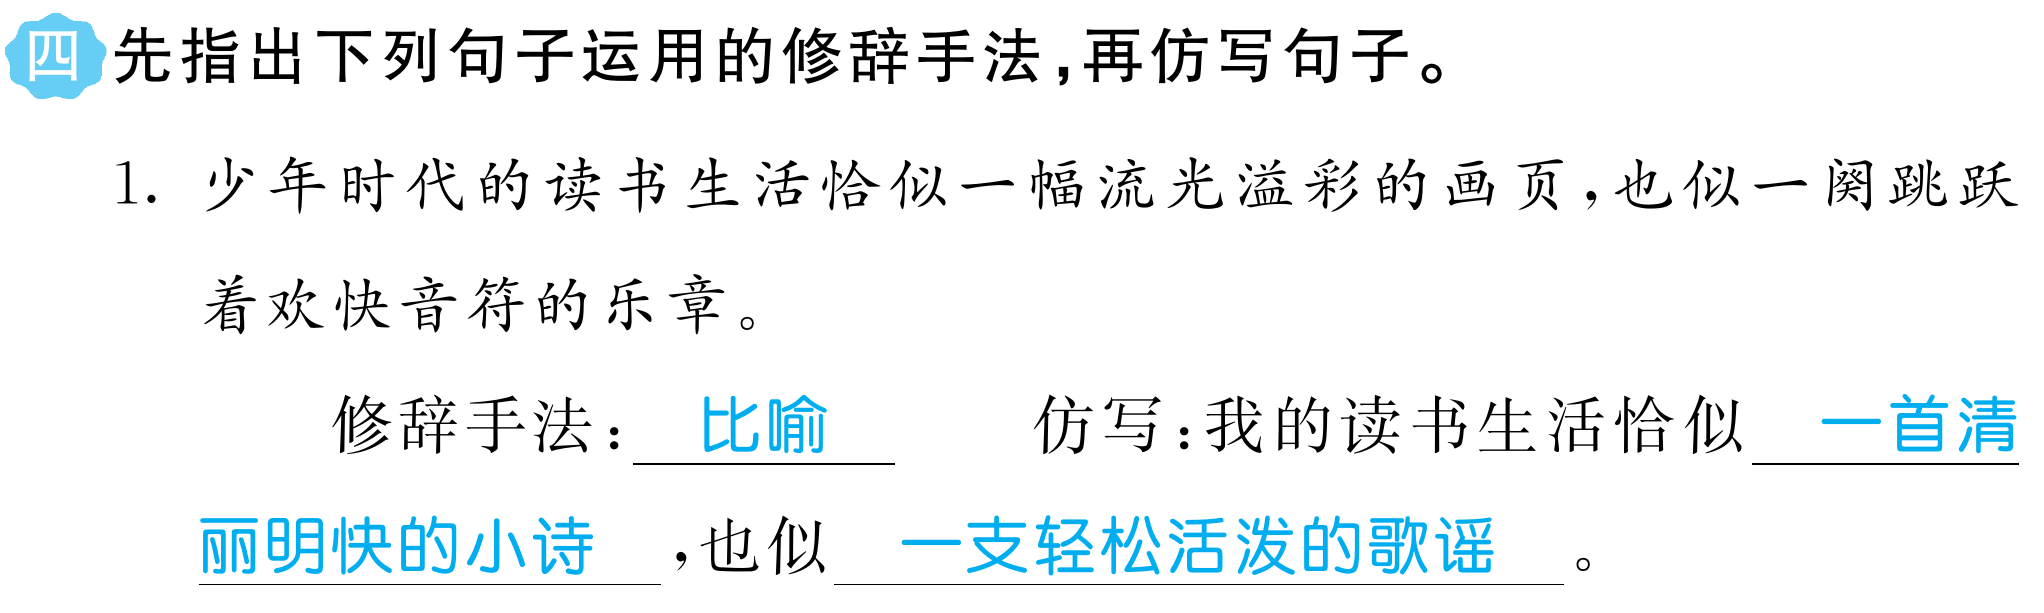 四 先指出下列句子运用的修辞手法,再仿写句子。
1. 少年时代的读书生活恰似一幅流光溢彩的画页,也似一阕跳跃
着欢快音符的乐章。
修辞手法:比喻 仿写:我的读书生活恰似 一首清
丽明快的小诗 ,也似 一支轻松活泼的歌谣 。